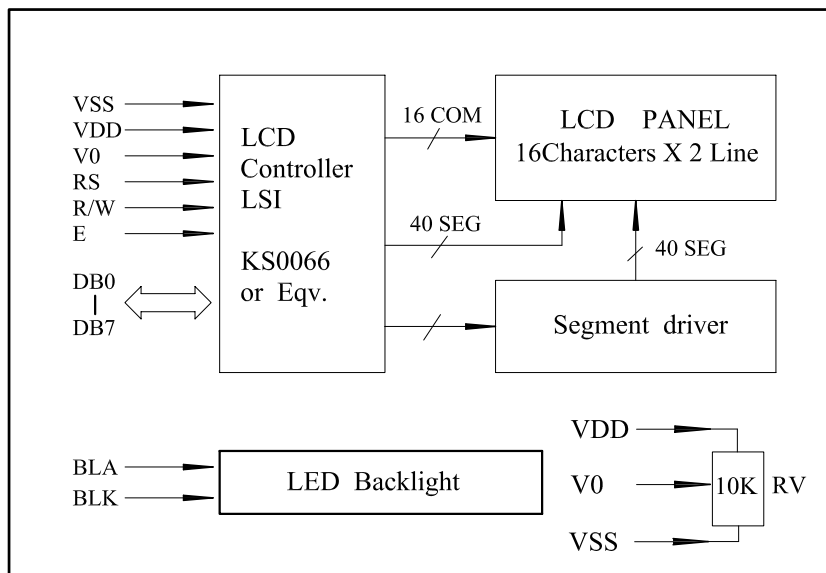 VSS
VDD
V0
RS
R/W
E
DB0
DB7
LCD
Controller
LSI
KS0066
or Eqv.
16 COM
40 SEG
LCD PANEL
16Characters X 2 Line
40 SEG
Segment driver
BLA
BLK
LED Backlight
VDD
V0
VSS
10K
RV